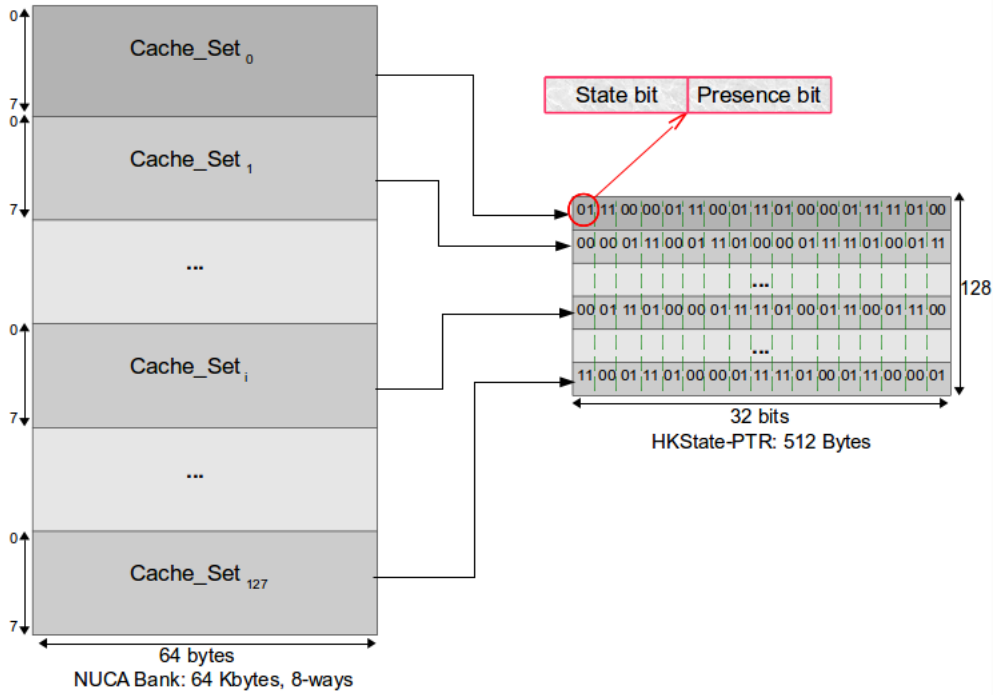 0
Cache_Set 0
7
State bit
Presence bit
0
Cache_Set 1
7
01 11 00 00 01 11 00 01 11 01 00 00 01 11 11 01 00
00 00 01 11 00 01 11 01 00 00 01 11 11 01 00 01 11
...
...
128
00 01 11 01 00 00 01 11 11 01 00 01 11 00 01 11 00
0
Cache_Set i
7
...
11 00 01 11 01 00 00 01 11 11 01 00 01 11 00 00 01
32 bits
HKState-PTR: 512 Bytes
...
0
Cache_Set 127
7
64 bytes
NUCA Bank: 64 Kbytes, 8-ways